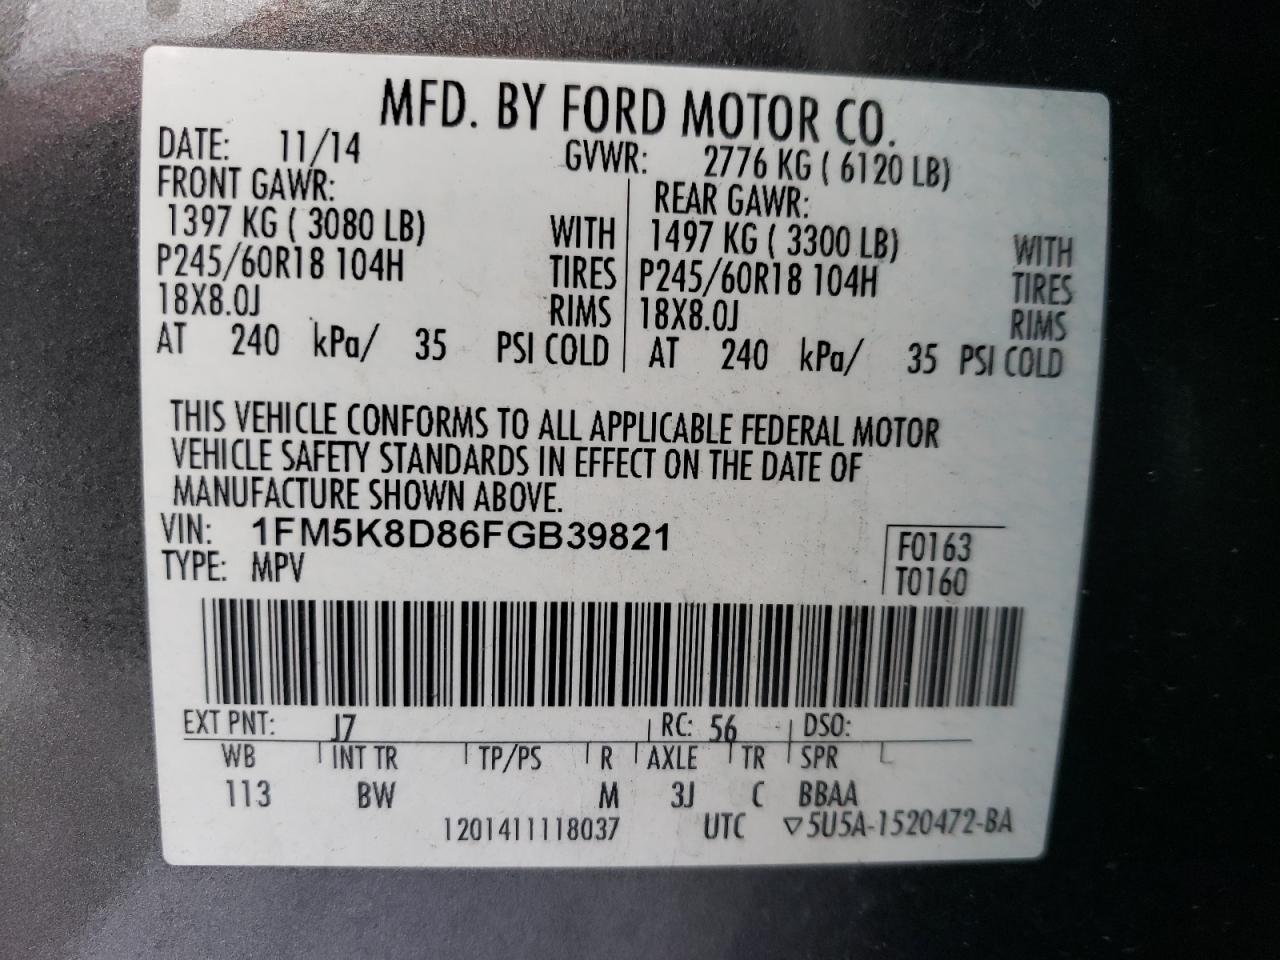 MFD. BY FORD MOTOR CO.
DATE: 11/14 GVWR: 2776 KG ( 6120 LB)
FRONT GAWR: REAR GAWR:
1397 KG ( 3080 LB) WITH 1497 KG ( 3300 LB) WITH
P245/60R18 104H TIRES P245/60R18 104H TIRES
18X8.0J RIMS 18X8.0J RIMS
AT 240 kPa/ 35 PSI COLD AT 240 kPa/ 35 PSI COLD
THIS VEHICLE CONFORMS TO ALL APPLICABLE FEDERAL MOTOR
VEHICLE SAFETY STANDARDS IN EFFECT ON THE DATE OF
MANUFACTURE SHOWN ABOVE.
VIN: 1FM5K8D86FGB39821 F0163
TYPE: MPV T0160
EXT PNT: J7 RC: 56 DSO:
WB INT TR TP/PS R AXLE TR SPR
113 BW M 3J C BBAA
1201411118037 UTC ▽5U5A-1520472-BA